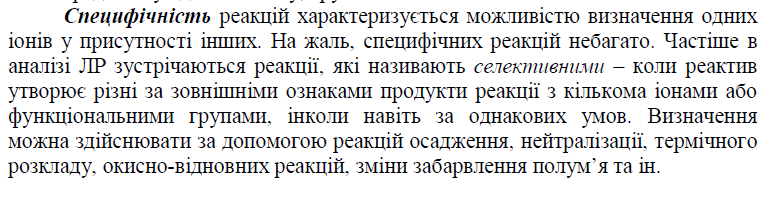 Специфічність реакцій характеризується можливістю визначення одних
іонів у присутності інших. На жаль, специфічних реакцій небагато. Частіше в
аналізі ЛР зустрічаються реакції, які називають селективними – коли реактив
утворює різні за зовнішніми ознаками продукти реакції з кількома іонами або
функціональними групами, інколи навіть за однакових умов. Визначення
можна здійснювати за допомогою реакцій осадження, нейтралізації, термічного
розкладу, окисно-відновних реакцій, зміни забарвлення полум’я та ін.